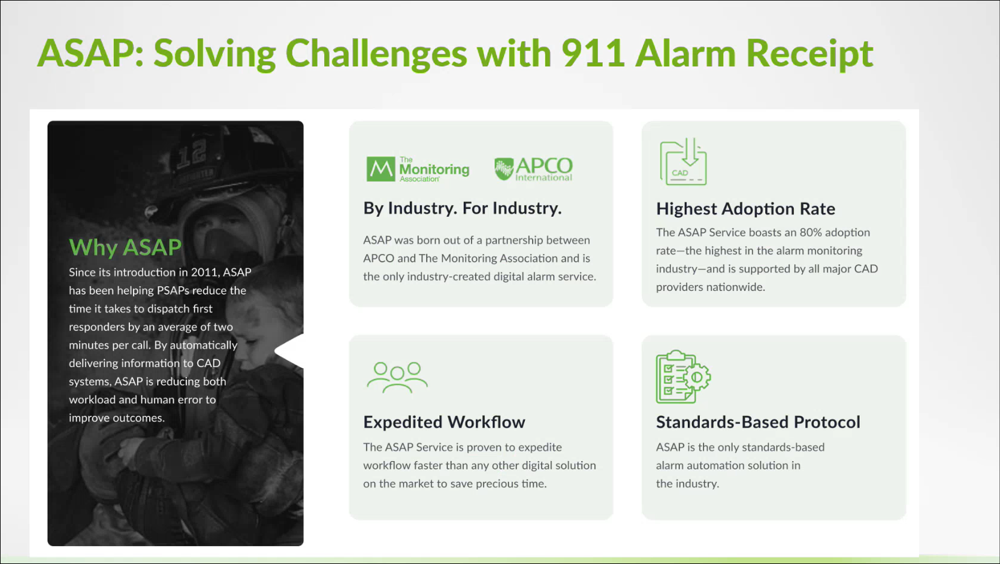 ASAP: Solving Challenges with 911 Alarm Receipt
12
FIREFIGHTER
Why ASAP
Since its introduction in 2011, ASAP
has been helping PSAPs reduce the
time it takes to dispatch first
responders by an average of two
minutes per call. By automatically
delivering information to CAD
systems, ASAP is reducing both
workload and human error to
improve outcomes.
The
Monitoring
Association
APCO
International
By Industry. For Industry.
ASAP was born out of a partnership between
APCO and The Monitoring Association and is
the only industry-created digital alarm service.
CAD
Highest Adoption Rate
The ASAP Service boasts an 80% adoption
rate—the highest in the alarm monitoring
industry—and is supported by all major CAD
providers nationwide.
Expedited Workflow
The ASAP Service is proven to expedite
workflow faster than any other digital solution
on the market to save precious time.
Standards-Based Protocol
ASAP is the only standards-based
alarm automation solution in
the industry.